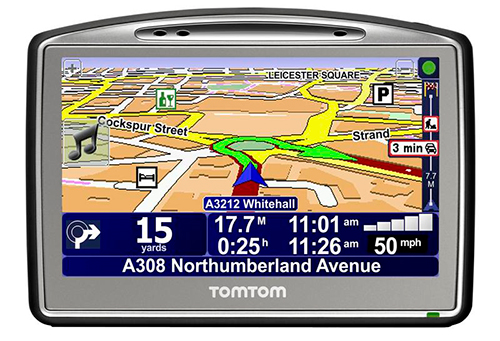 LEICESTER SQUARE
P
Cockspur Street
Strand
3 min
7.7 M
A3212 Whitehall
15 yards
17.7 M 11:01 am
0:25 h 11:26 am
50 mph
A308 Northumberland Avenue
TOMTOM